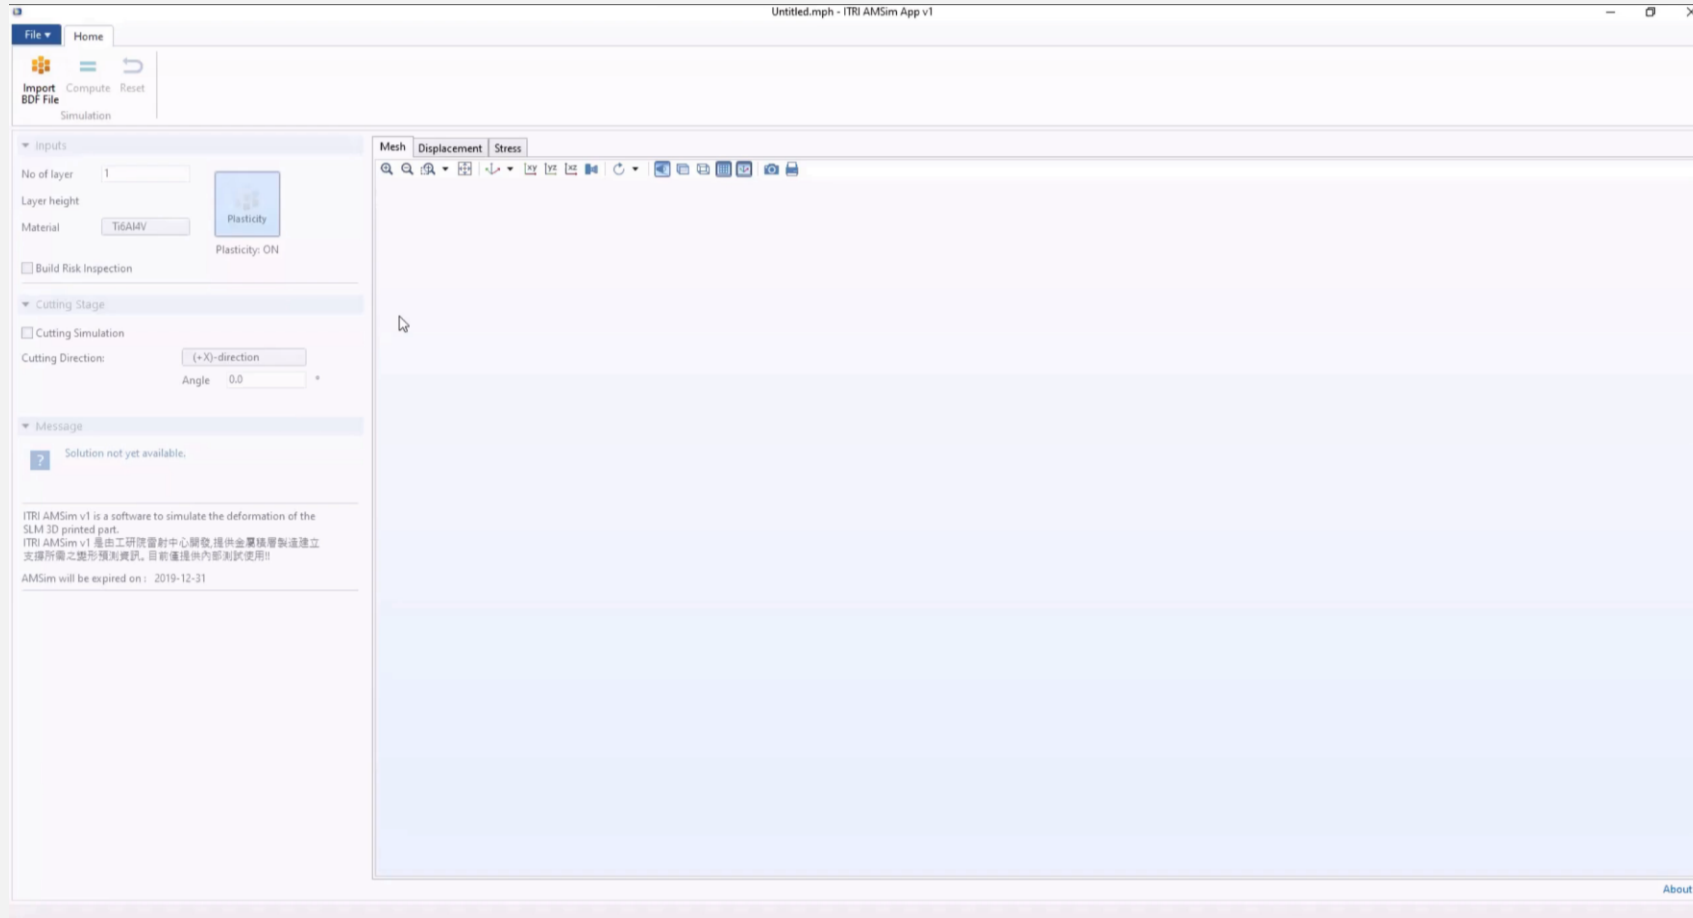 Untitled.mph - ITRI AMSim App v1
File
Home
Import
BDF File
Compute
Reset
Simulation
Inputs
No of layer 1
Layer height
Material Ti6Al4V
Plasticity
Plasticity: ON
Build Risk Inspection
Cutting Stage
Cutting Simulation
Cutting Direction: (+X)-direction
Angle 0.0 °
Message
? Solution not yet available.
ITRI AMSim v1 is a software to simulate the deformation of the
SLM 3D printed part.
ITRI AMSim v1 是由工研院雷射中心開發,提供金屬積層製造建立
支撐所需之變形預測資訊。目前僅提供內部測試使用!!
AMSim will be expired on : 2019-12-31
Mesh Displacement Stress
xy yz xz
About